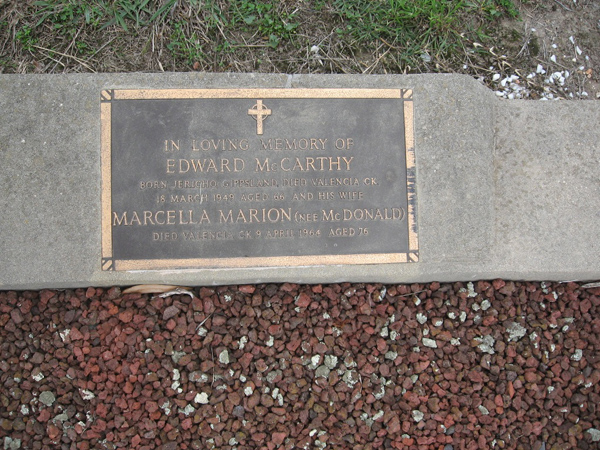 IN LOVING MEMORY OF
EDWARD McCARTHY
BORN JERICHO GIPPSLAND, DIED VALENCIA CK.
18 MARCH 1949 AGED 66 AND HIS WIFE
MARCELLA MARION (NEE McDONALD)
DIED VALENCIA CK 9 APRIL 1964 AGED 76